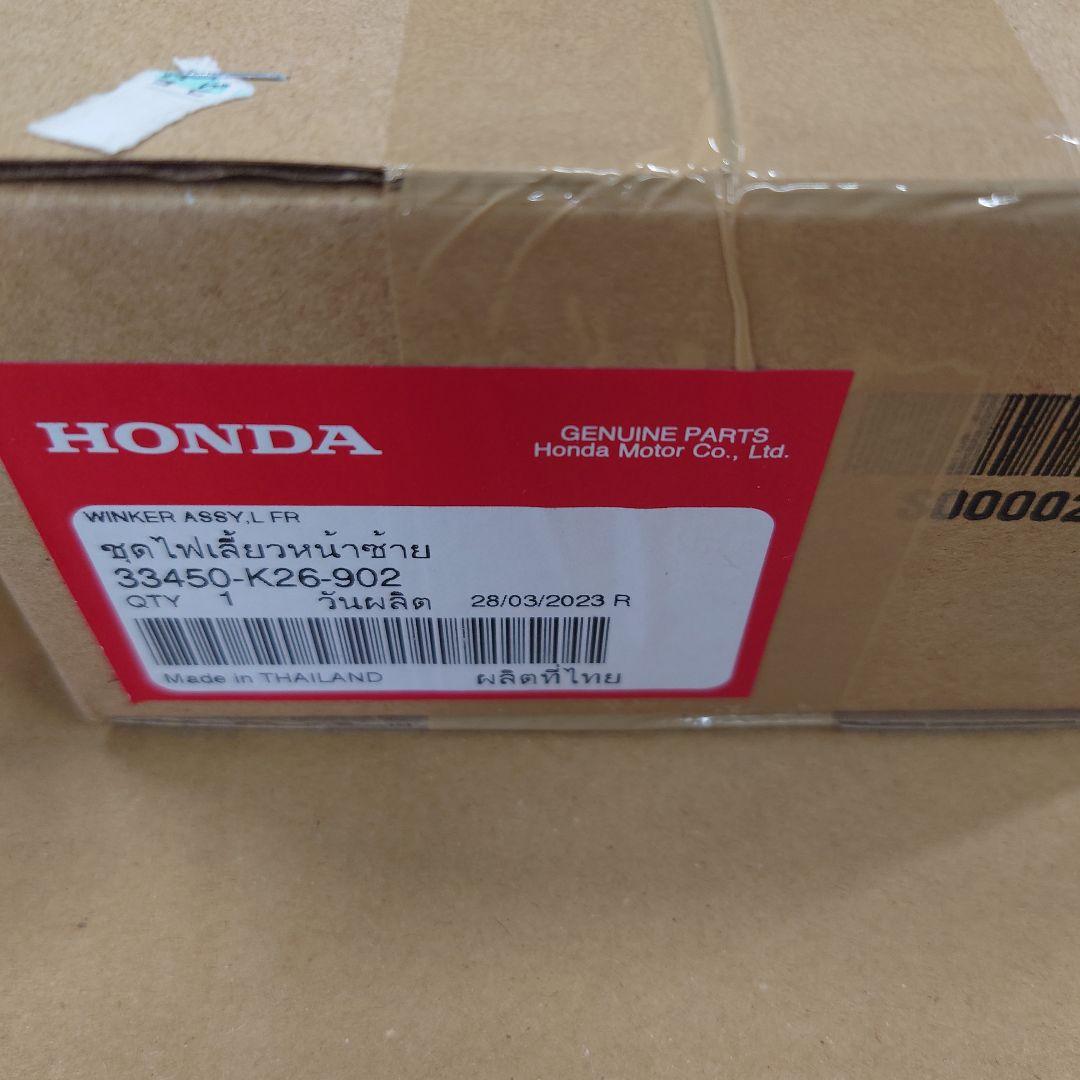 HONDA
GENUINE PARTS
Honda Motor Co., Ltd.
WINKER ASSY,L FR
ชุดไฟเลี้ยวหน้าซ้าย
33450-K26-902
QTY 1 วันผลิต 28/03/2023 R
Made in THAILAND ผลิตที่ไทย